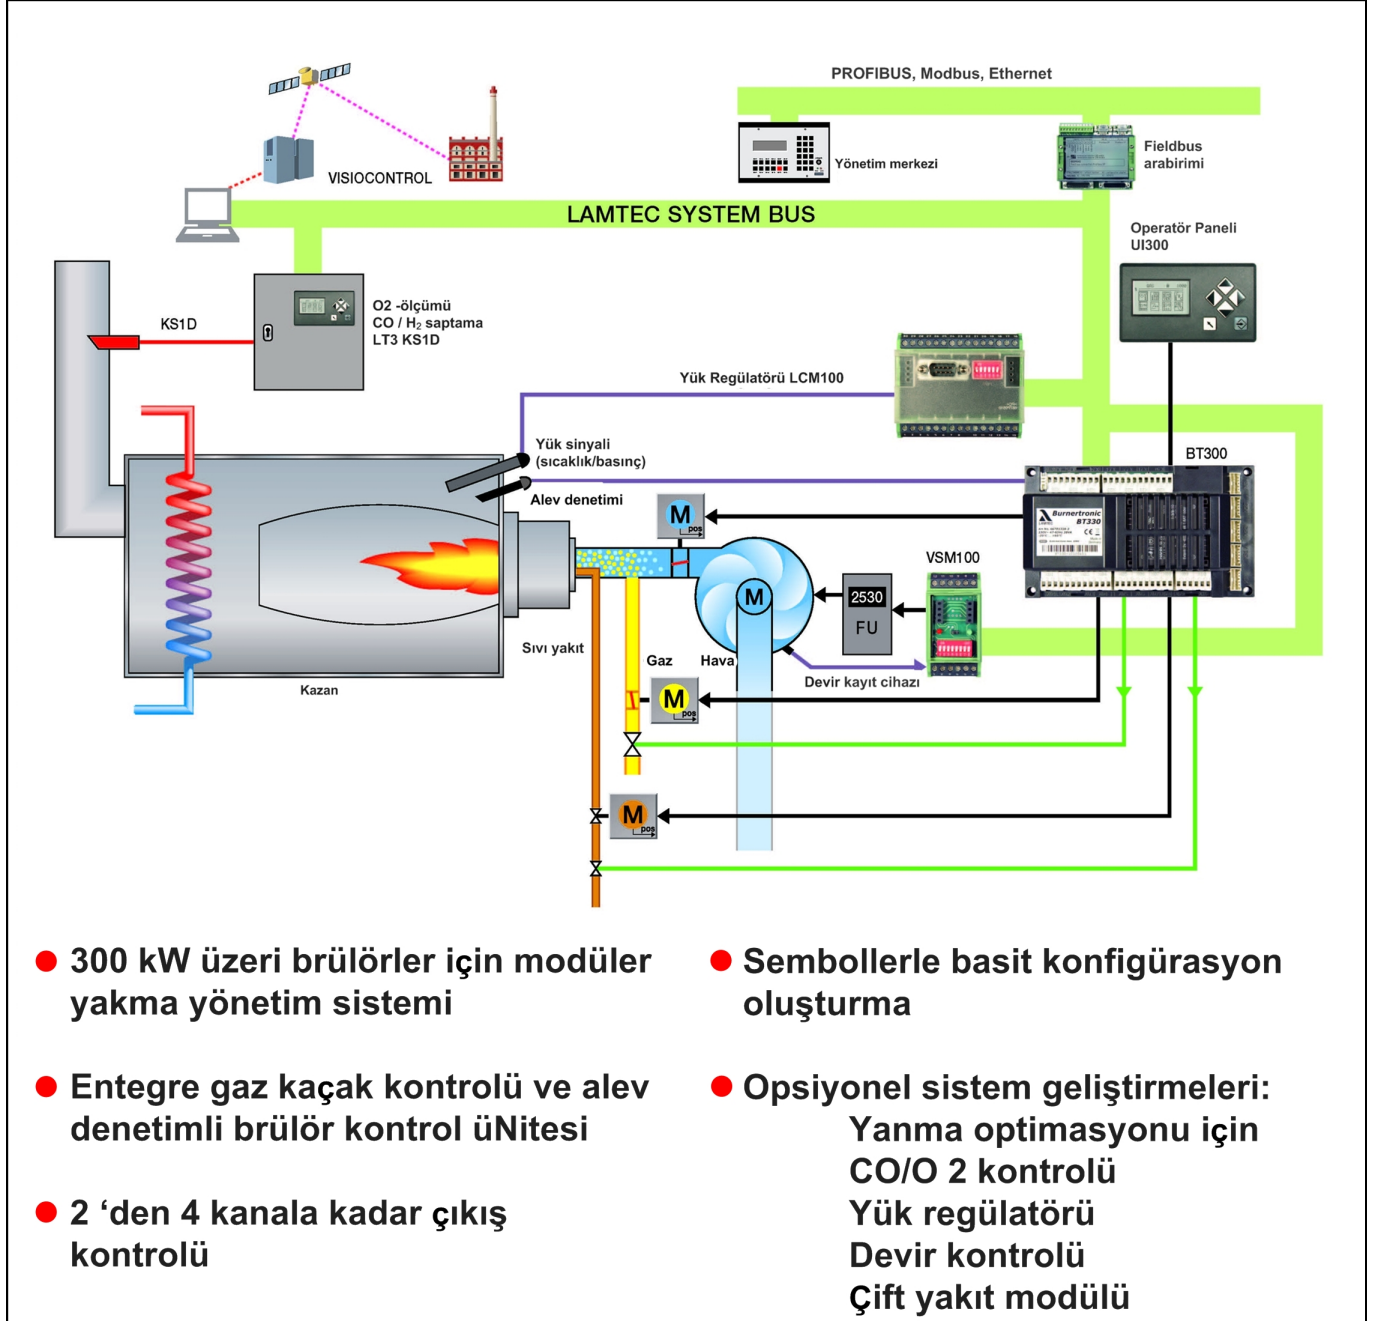 PROFIBUS, Modbus, Ethernet
VISIOCONTROL
Yönetim merkezi
Fieldbus
arabirimi
LAMTEC SYSTEM BUS
Operatör Paneli
UI300
KS1D
O2 -ölçümü
CO / H₂ saptama
LT3 KS1D
Yük Regülatörü LCM100
Yük sinyali
(sıcaklık/basınç)
BT300
Alev denetimi
M
pos
Burnertronic
BT330
LAMTEC
VSM100
M
2530
FU
Sıvı yakıt
Gaz
Hava
Devir kayıt cihazı
Kazan
M
pos
M
pos
300 kW üzeri brülörler için modüler
yakma yönetim sistemi
Entegre gaz kaçak kontrolü ve alev
denetimli brülör kontrol üNitesi
2 ‘den 4 kanala kadar çıkış
kontrolü
Sembollerle basit konfigürasyon
oluşturma
Opsiyonel sistem geliştirmeleri:
Yanma optimasyonu için
CO/O 2 kontrolü
Yük regülatörü
Devir kontrolü
Çift yakıt modülü